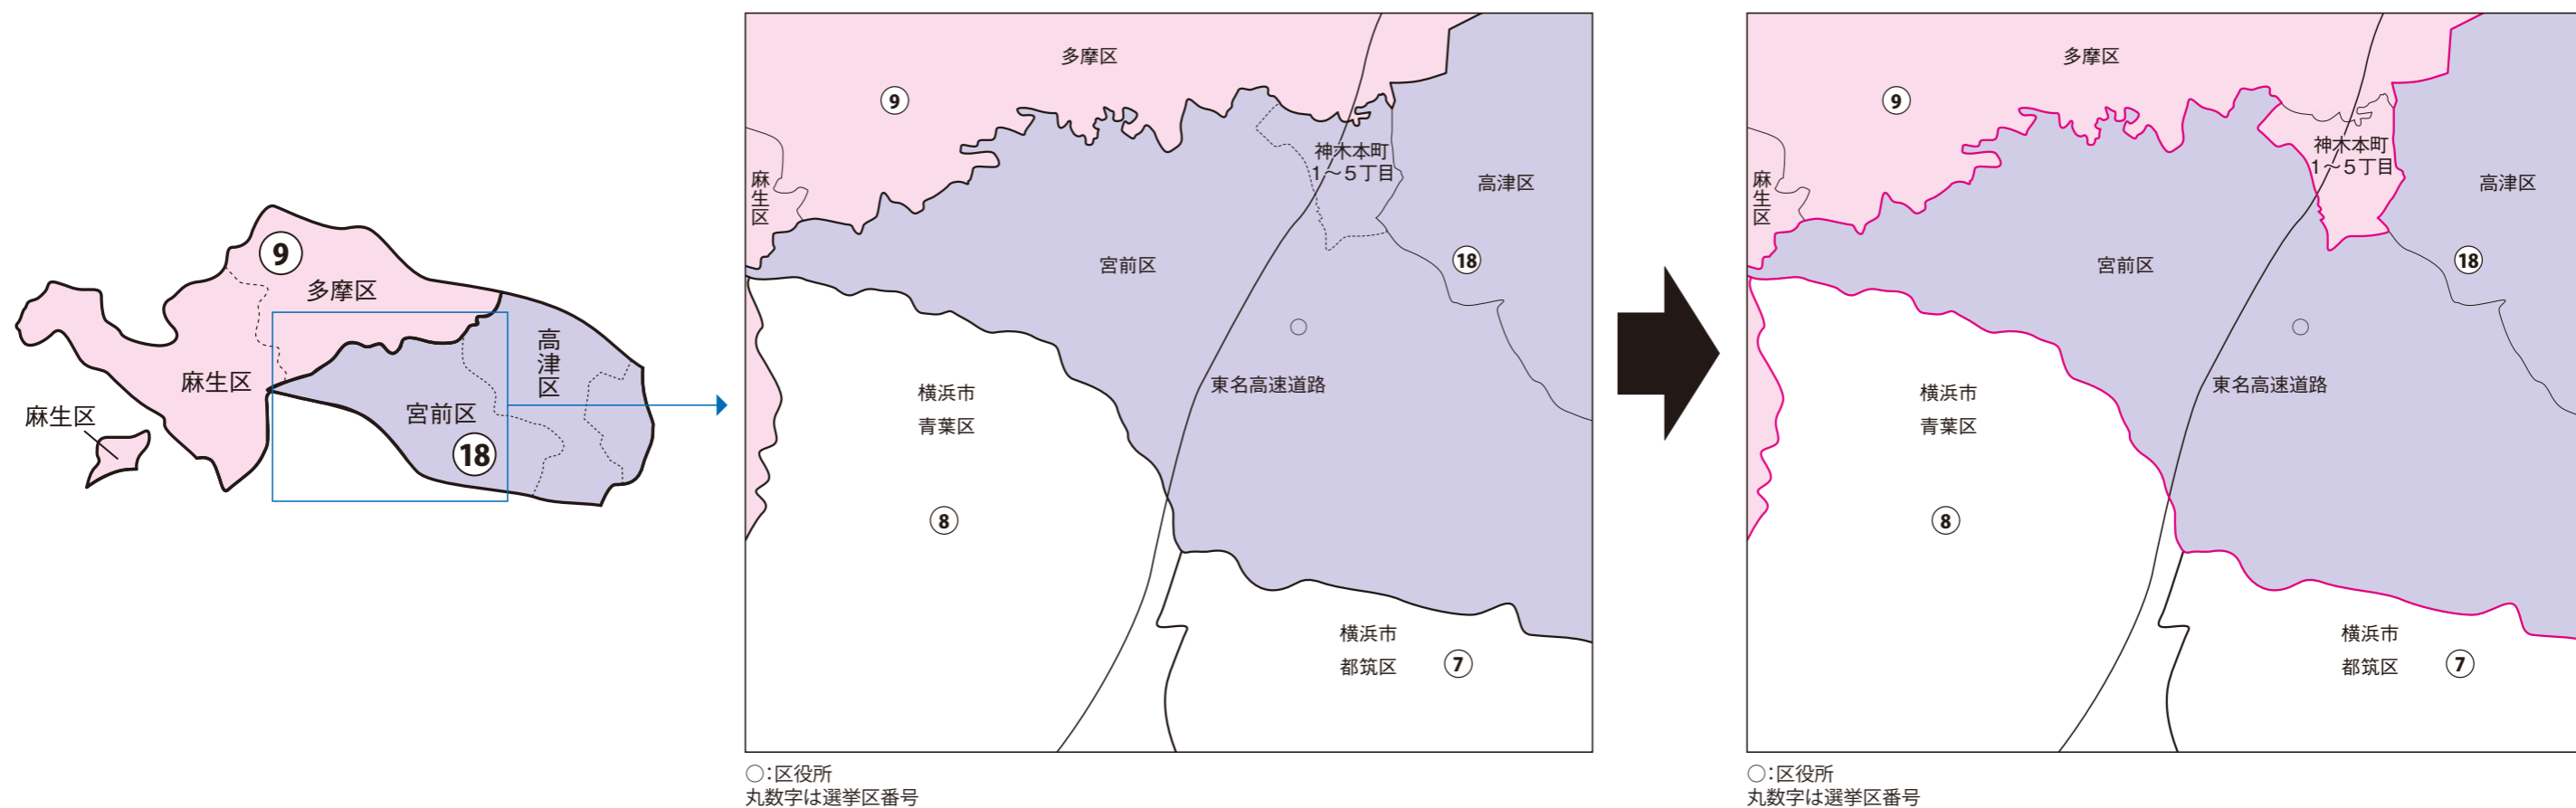 9
多摩区
高津区
麻生区
宮前区
麻生区
18
多摩区
9
神木本町
1～5丁目
麻生区
高津区
宮前区
18
東名高速道路
横浜市
青葉区
8
横浜市
都筑区
7
○：区役所
丸数字は選挙区番号
多摩区
9
神木本町
1～5丁目
麻生区
高津区
宮前区
18
東名高速道路
横浜市
青葉区
8
横浜市
都筑区
7
○：区役所
丸数字は選挙区番号